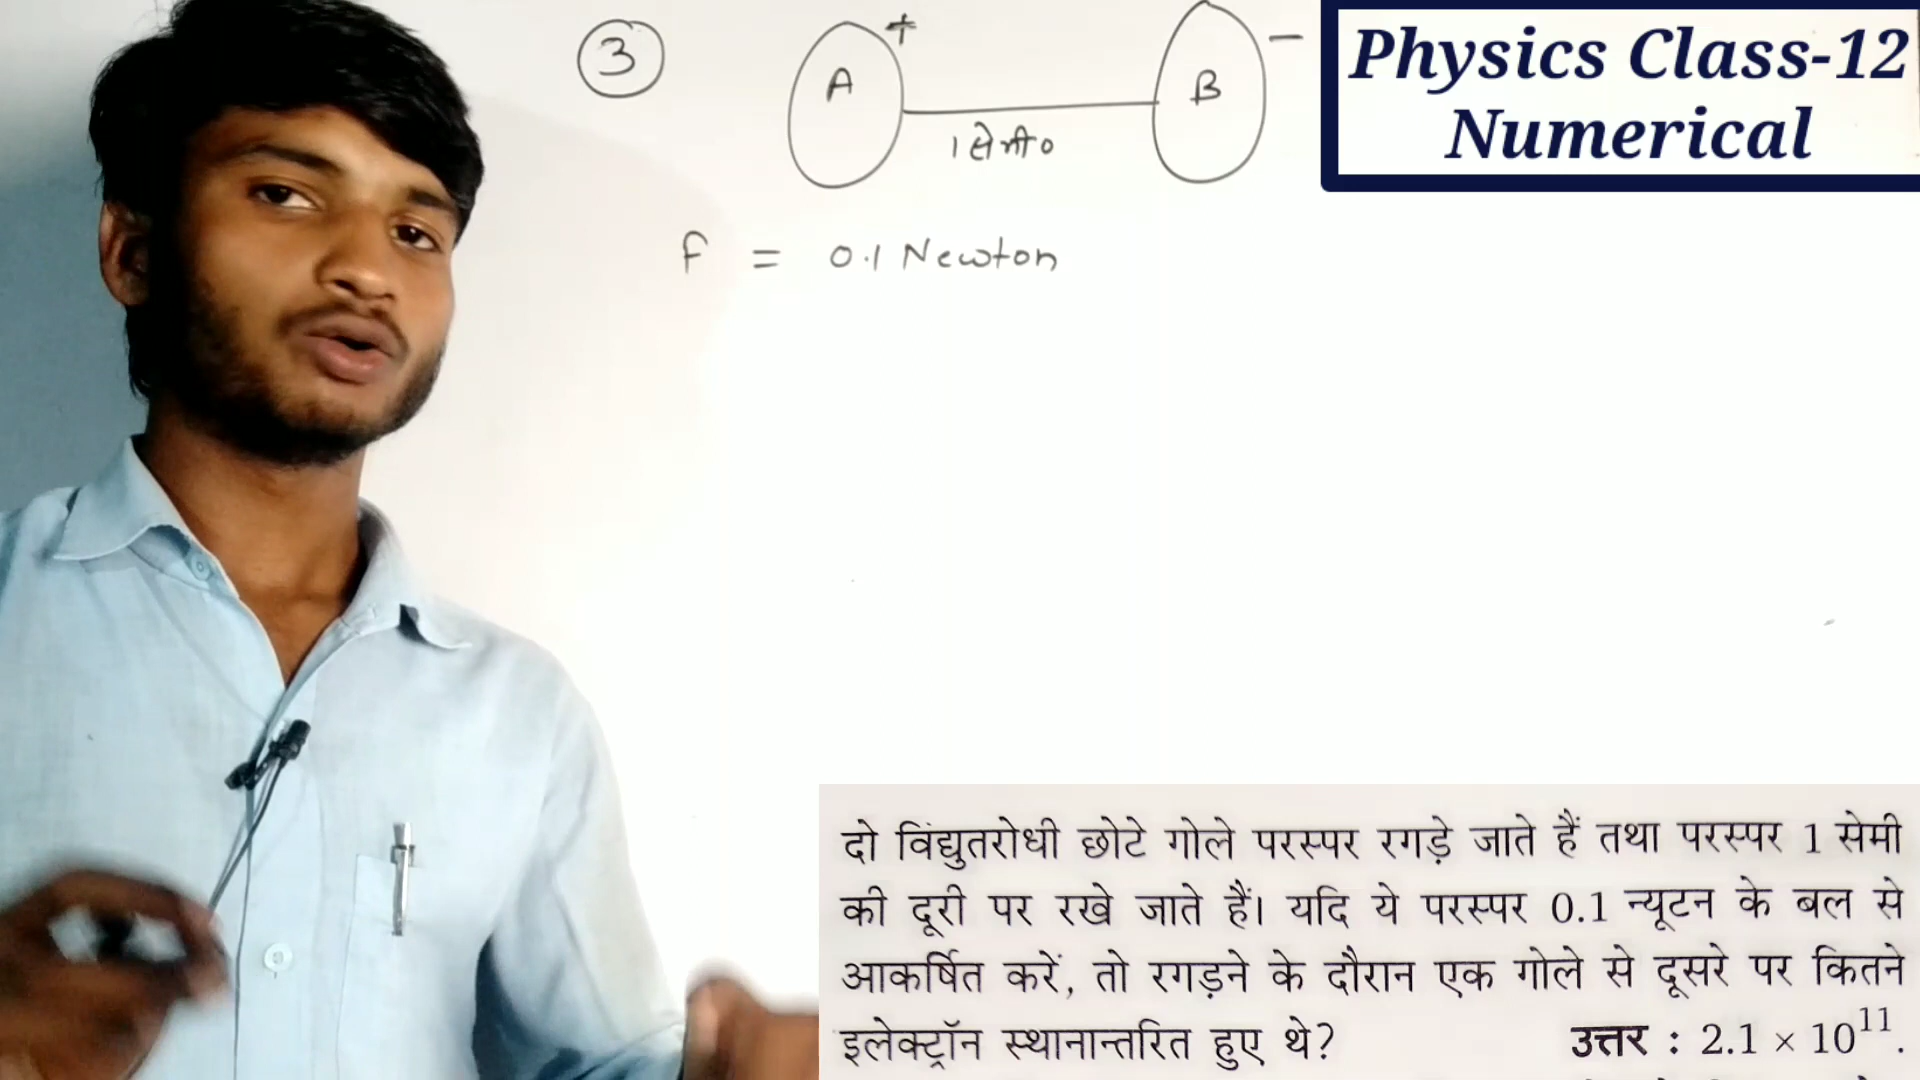 3
A
+
B
−
1 सेमी०
F = 0.1 Newton
Physics Class-12
Numerical
दो विद्युतरोधी छोटे गोले परस्पर रगड़े जाते हैं तथा परस्पर 1 सेमी
की दूरी पर रखे जाते हैं। यदि ये परस्पर 0.1 न्यूटन के बल से
आकर्षित करें, तो रगड़ने के दौरान एक गोले से दूसरे पर कितने
इलेक्ट्रॉन स्थानान्तरित हुए थे? उत्तर : 2.1 × 10¹¹.